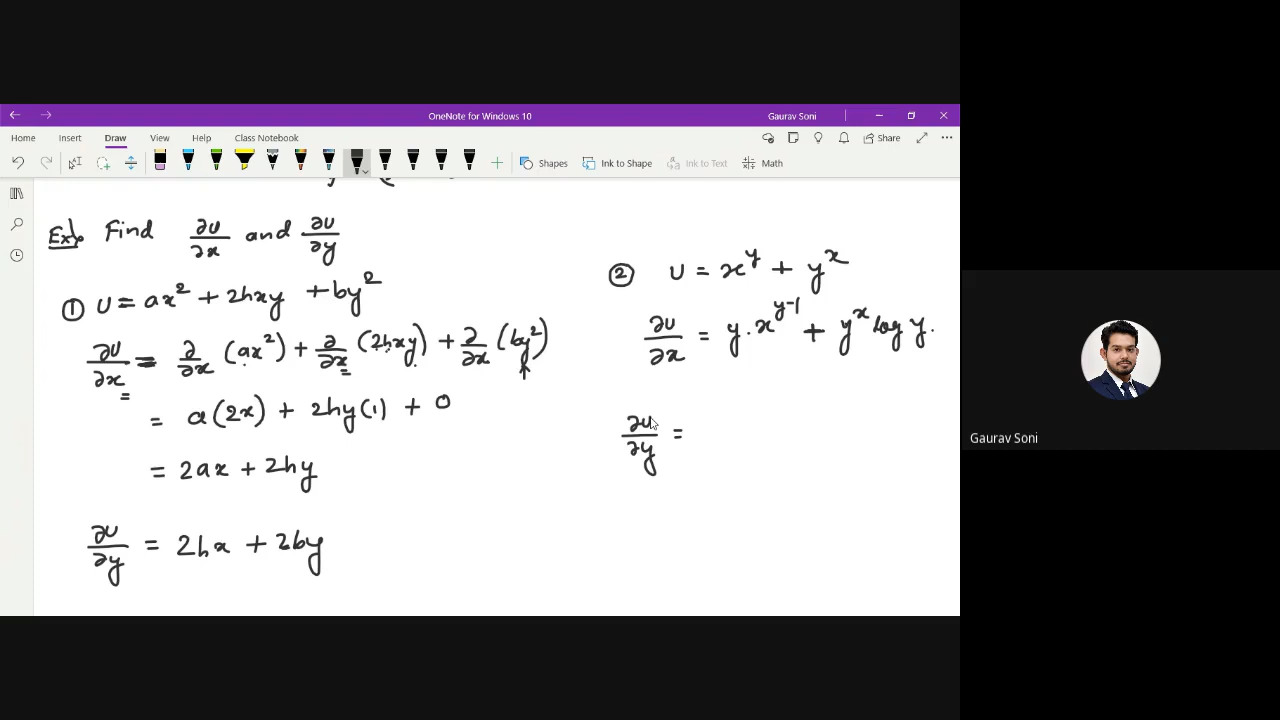 OneNote for Windows 10
Gaurav Soni
Home Insert Draw View Help Class Notebook
Share
Shapes Ink to Shape Ink to Text Math
Ex). Find ∂u/∂x and ∂u/∂y
① u = ax² + 2hxy + by²
∂u/∂x = ∂/∂x (ax²) + ∂/∂x (2hxy) + ∂/∂x (by²)
= a(2x) + 2hy(1) + 0
= 2ax + 2hy
∂u/∂y = 2hx + 2by
② u = x^y + y^x
∂u/∂x = y·x^(y-1) + y^x log y.
∂u/∂y =
Gaurav Soni